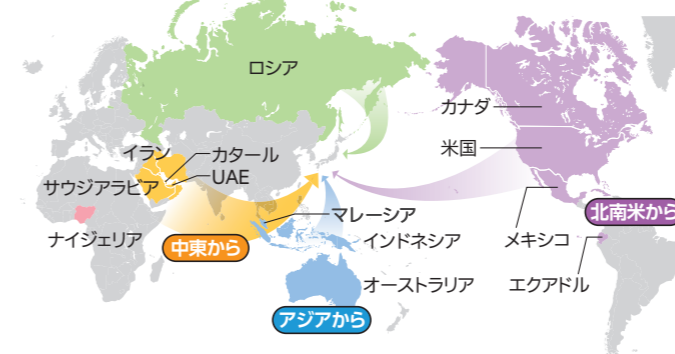 ロシア
カナダ
米国
イラン
カタール
UAE
サウジアラビア
マレーシア
北南米から
ナイジェリア
中東から
インドネシア
メキシコ
オーストラリア
エクアドル
アジアから